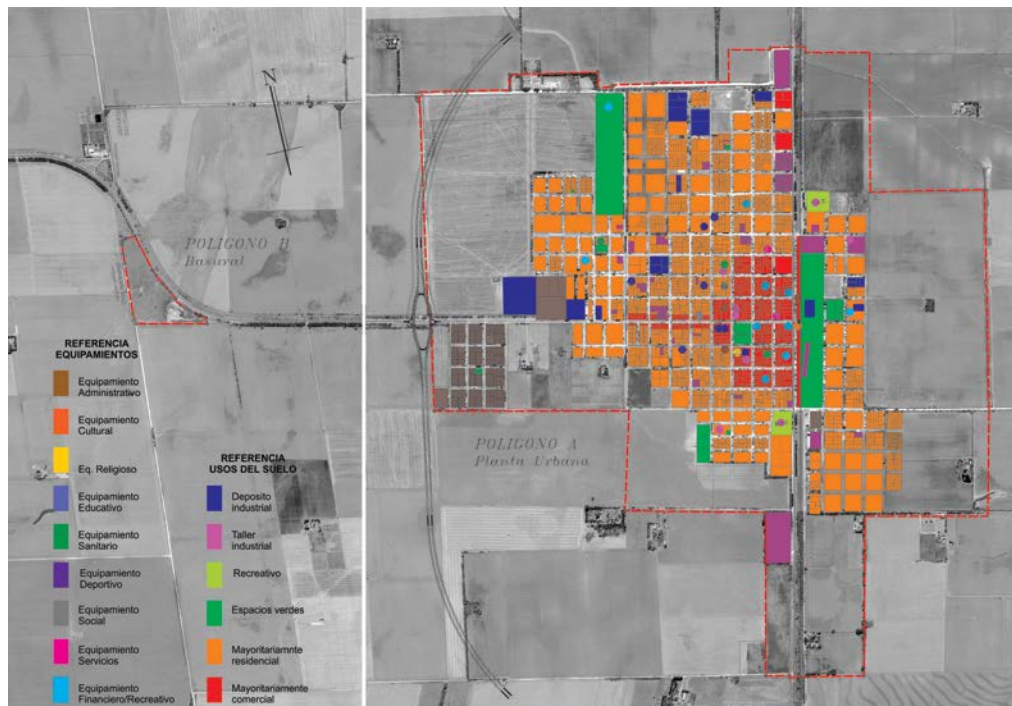 N
POLIGONO B
Basural
POLIGONO A
Planta Urbana
REFERENCIA
EQUIPAMIENTOS
Equipamiento
Administrativo
Equipamiento
Cultural
Eq. Religioso
Equipamiento
Educativo
Equipamiento
Sanitario
Equipamiento
Deportivo
Equipamiento
Social
Equipamiento
Servicios
Equipamiento
Financiero/Recreativo
REFERENCIA
USOS DEL SUELO
Deposito
industrial
Taller
industrial
Recreativo
Espacios verdes
Mayoritariamnte
residencial
Mayoritariamente
comercial